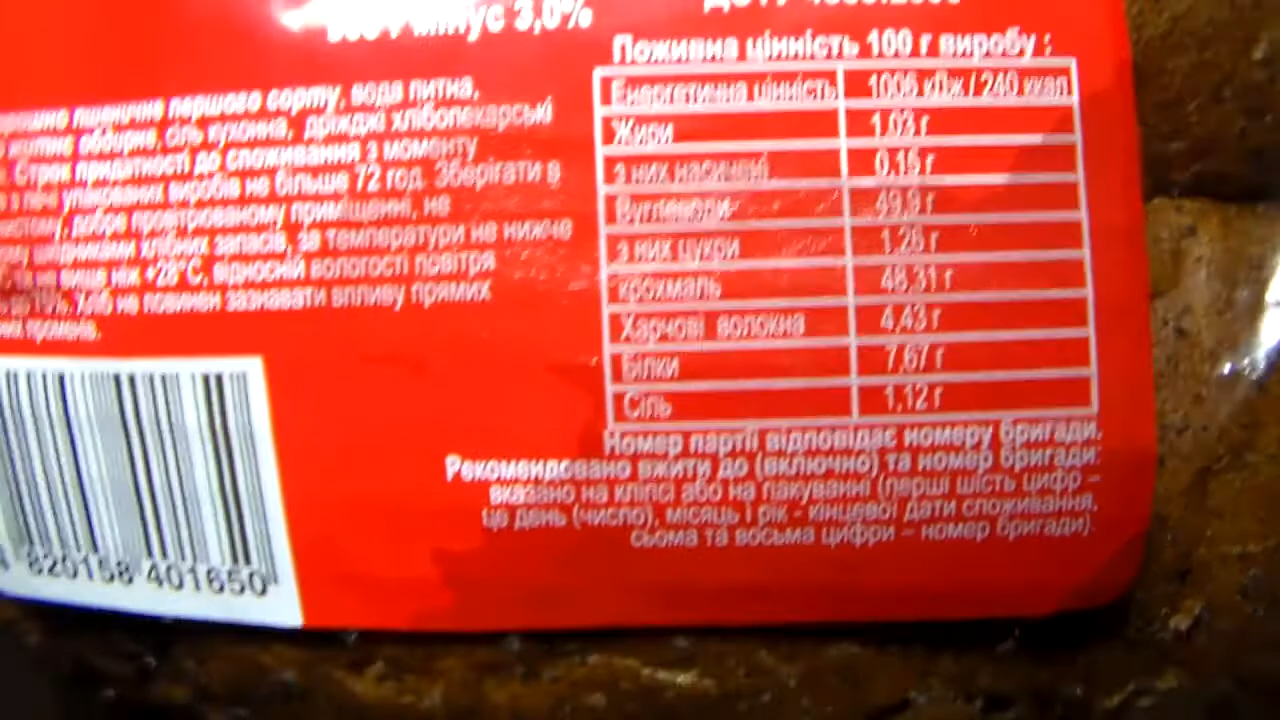 мінус 3,0%
пшеничне першого сорту, вода питна,
житнє обдирне, сіль кухонна, дріжджі хлібопекарські
Строк придатності до споживання з моменту
упакованих виробів не більше 72 год. Зберігати в
добре провітрюваному приміщенні, не
шкідниками хлібних запасів, за температури не нижче
не вище ніж +28°С, відносній вологості повітря
Хліб не повинен зазнавати впливу прямих
променів.
820158 401650
Поживна цінність 100 г виробу :
Енергетична цінність 1005 кДж / 240 ккал
Жири 1,03 г
з них насичені 0,15 г
Вуглеводи 49,9 г
з них цукри 1,25 г
крохмаль 48,31 г
Харчові волокна 4,43 г
Білки 7,67 г
Сіль 1,12 г
Номер партії відповідає номеру бригади.
Рекомендовано вжити до (включно) та номер бригади:
вказано на кліпсі або на пакуванні (перші шість цифр –
це день (число), місяць і рік - кінцевої дати споживання,
сьома та восьма цифри – номер бригади).